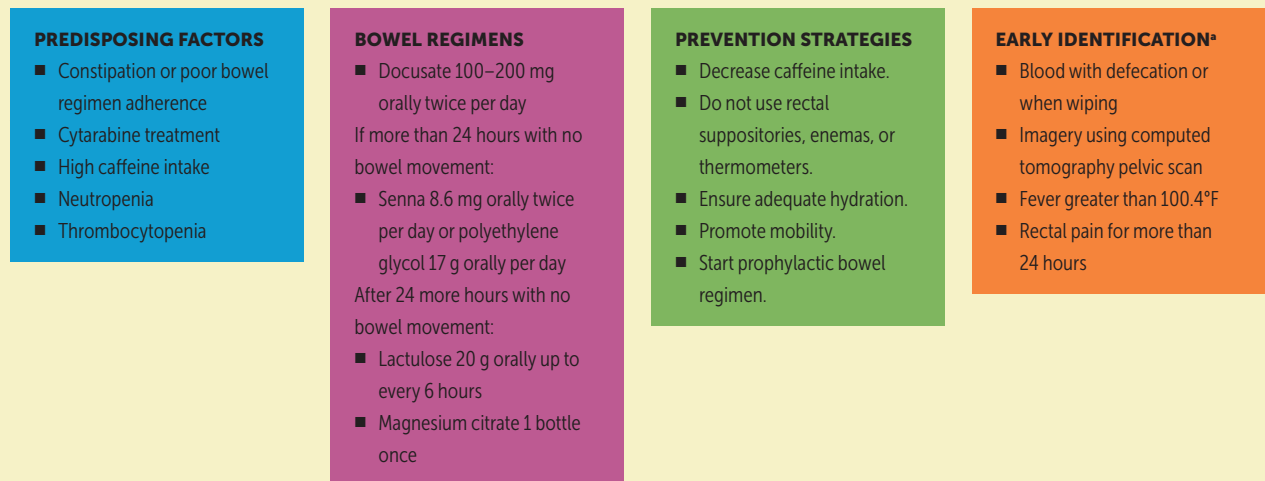 PREDISPOSING FACTORS
■ Constipation or poor bowel
regimen adherence
■ Cytarabine treatment
■ High caffeine intake
■ Neutropenia
■ Thrombocytopenia
BOWEL REGIMENS
■ Docusate 100–200 mg
orally twice per day
If more than 24 hours with no
bowel movement:
■ Senna 8.6 mg orally twice
per day or polyethylene
glycol 17 g orally per day
After 24 more hours with no
bowel movement:
■ Lactulose 20 g orally up to
every 6 hours
■ Magnesium citrate 1 bottle
once
PREVENTION STRATEGIES
■ Decrease caffeine intake.
■ Do not use rectal
suppositories, enemas, or
thermometers.
■ Ensure adequate hydration.
■ Promote mobility.
■ Start prophylactic bowel
regimen.
EARLY IDENTIFICATIONᵃ
■ Blood with defecation or
when wiping
■ Imagery using computed
tomography pelvic scan
■ Fever greater than 100.4°F
■ Rectal pain for more than
24 hours